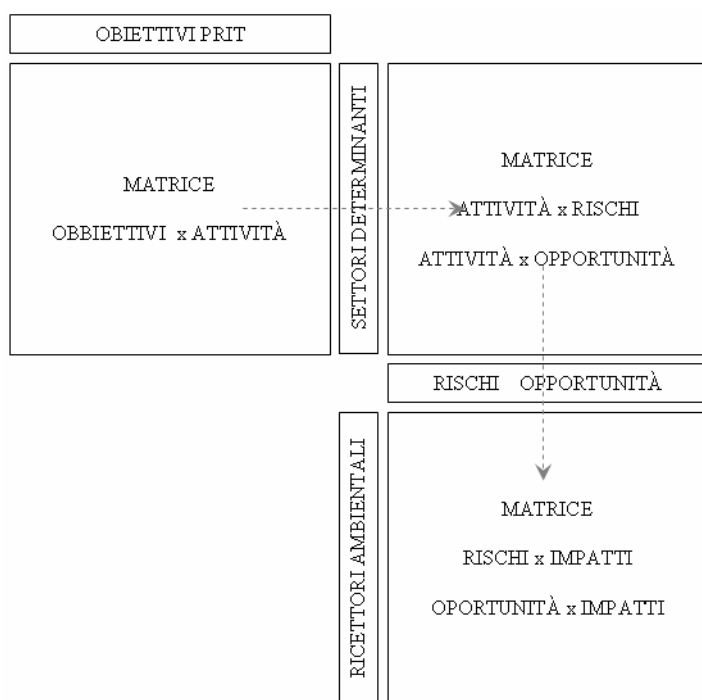 OBIETTIVI PRIT
MATRICE
OBBIETTIVI x ATTIVITÀ
SETTORI DETERMINANTI
MATRICE
ATTIVITÀ x RISCHI
ATTIVITÀ x OPPORTUNITÀ
RISCHI OPPORTUNITÀ
RICETTORI AMBIENTALI
MATRICE
RISCHI x IMPATTI
OPORTUNITÀ x IMPATTI